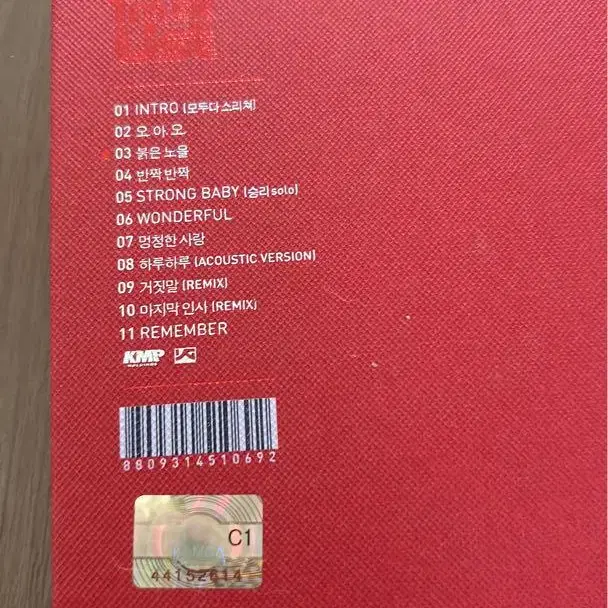 01 INTRO (모두다 소리쳐)
02 오.아.오.
03 붉은 노을
04 반짝 반짝
05 STRONG BABY (승리 solo)
06 WONDERFUL
07 멍청한 사랑
08 하루하루 (ACOUSTIC.VERSION)
09 거짓말 (REMIX)
10 마지막 인사 (REMIX)
11 REMEMBER
KMP
8809314510692
C1
44152614